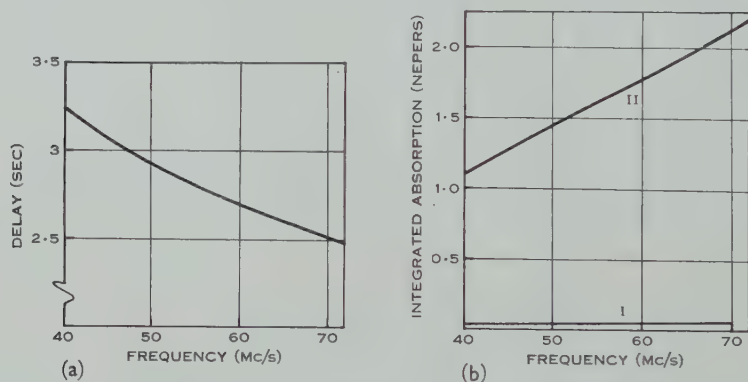 3·5
3
2·5
DELAY (SEC)
40
50
60
70
FREQUENCY (Mc/s)
(a)
2·0
1·5
1·0
0·5
INTEGRATED ABSORPTION (NEPERS)
II
I
40
50
60
70
FREQUENCY (Mc/s)
(b)